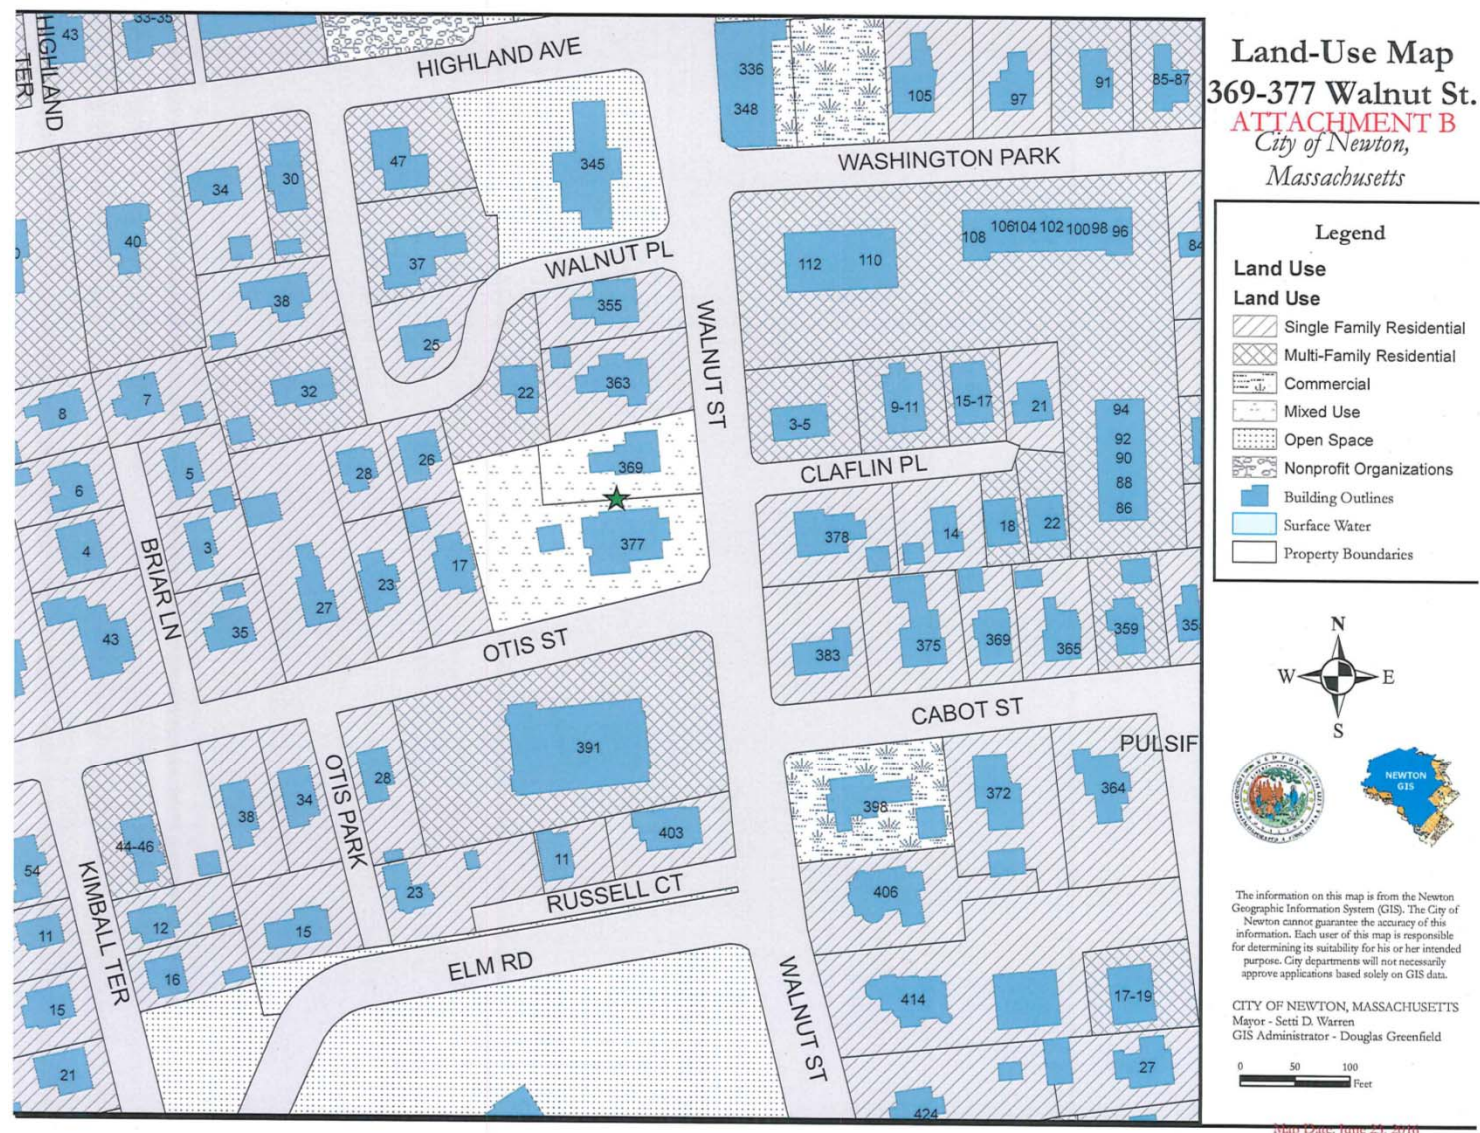 Land-Use Map
369-377 Walnut St.
ATTACHMENT B
City of Newton,
Massachusetts
Legend
Land Use
Land Use
Single Family Residential
Multi-Family Residential
Commercial
Mixed Use
Open Space
Nonprofit Organizations
Building Outlines
Surface Water
Property Boundaries
N
W E
S
NEWTON
GIS
The information on this map is from the Newton
Geographic Information System (GIS). The City of
Newton cannot guarantee the accuracy of this
information. Each user of this map is responsible
for determining its suitability for his or her intended
purpose. City departments will not necessarily
approve applications based solely on GIS data.
CITY OF NEWTON, MASSACHUSETTS
Mayor - Setti D. Warren
GIS Administrator - Douglas Greenfield
0 50 100
Feet
HIGHLAND
TER
HIGHLAND AVE
WASHINGTON PARK
WALNUT PL
WALNUT ST
CLAFLIN PL
BRIAR LN
OTIS ST
CABOT ST
PULSIF
OTIS PARK
KIMBALL TER
RUSSELL CT
ELM RD
WALNUT ST
43
33-35
336
348
105
97
91
85-87
47
345
34
30
40
37
38
25
355
112
110
108
106
104
102
100
98
96
84
8
7
32
22
363
3-5
9-11
15-17
21
94
92
90
88
86
6
5
28
26
369
4
3
27
23
17
377
378
14
18
22
43
35
383
375
369
365
359
391
28
34
38
44-46
54
11
12
15
16
15
21
23
11
403
398
372
364
406
414
17-19
27
424